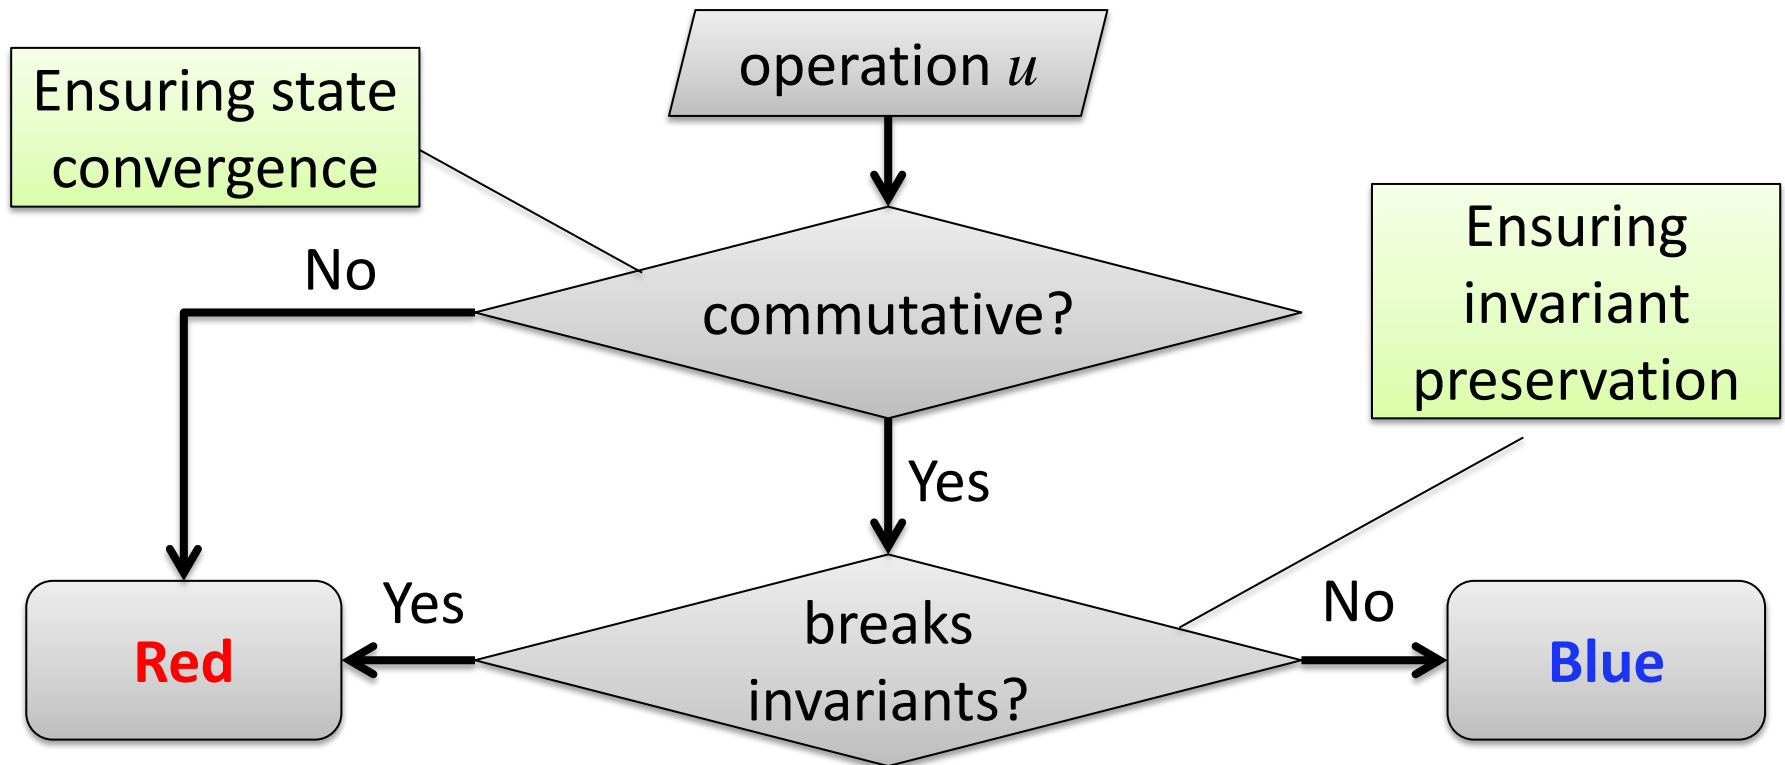 operation u
Ensuring state
convergence
No
commutative?
Ensuring
invariant
preservation
Yes
Red
Yes
breaks
invariants?
No
Blue